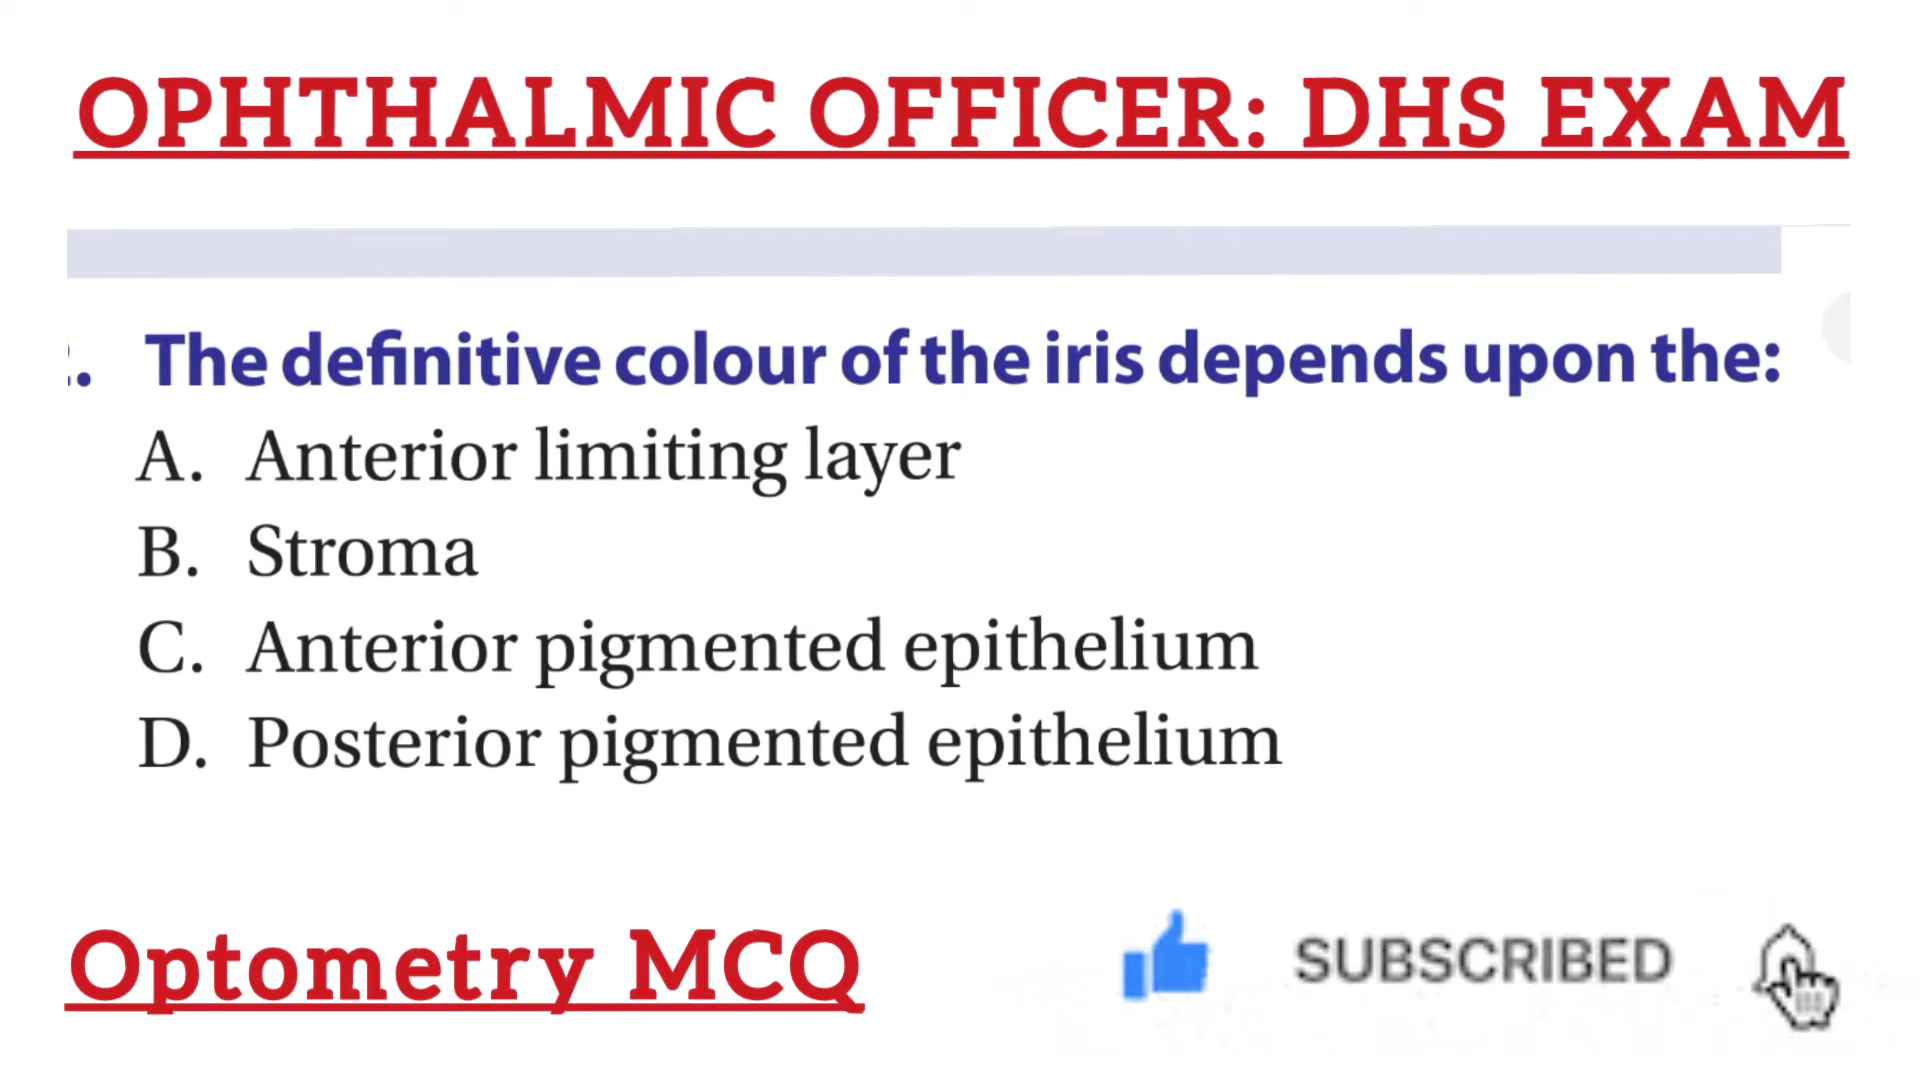 OPHTHALMIC OFFICER: DHS EXAM
. The definitive colour of the iris depends upon the:
A. Anterior limiting layer
B. Stroma
C. Anterior pigmented epithelium
D. Posterior pigmented epithelium
Optometry MCQ
SUBSCRIBED